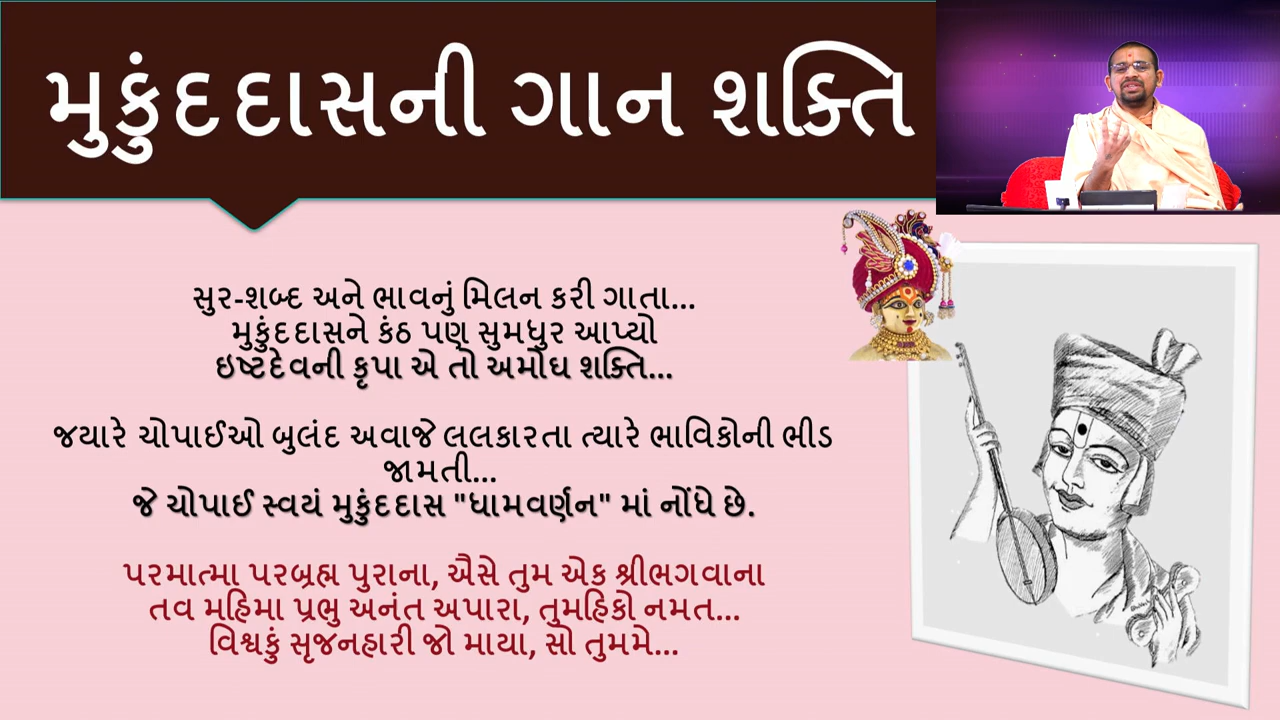 મુકુંદદાસની ગાન શક્તિ
સુર-શબ્દ અને ભાવનું મિલન કરી ગાતા...
મુકુંદદાસને કંઠ પણ સુમધુર આપ્યો
ઇષ્ટદેવની કૃપા એ તો અમોઘ શક્તિ...
જયારે ચોપાઈઓ બુલંદ અવાજે લલકારતા ત્યારે ભાવિકોની ભીડ
જામતી...
જે ચોપાઈ સ્વયં મુકુંદદાસ "ધામવર્ણન" માં નોંધે છે.
પરમાત્મા પરબ્રહ્મ પુરાના, ઐસે તુમ એક શ્રીભગવાના
તવ મહિમા પ્રભુ અનંત અપારા, તુમહિકો નમત...
વિશ્વકું સૃજનહારી જો માયા, સો તુમમે...